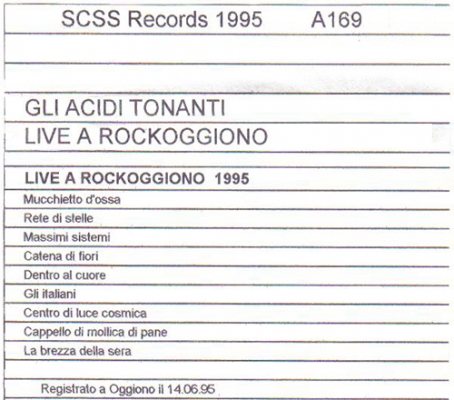 SCSS Records 1995 A169
GLI ACIDI TONANTI
LIVE A ROCKOGGIONO
LIVE A ROCKOGGIONO 1995
Mucchietto d'ossa
Rete di stelle
Massimi sistemi
Catena di fiori
Dentro al cuore
Gli italiani
Centro di luce cosmica
Cappello di mollica di pane
La brezza della sera
Registrato a Oggiono il 14.06.95